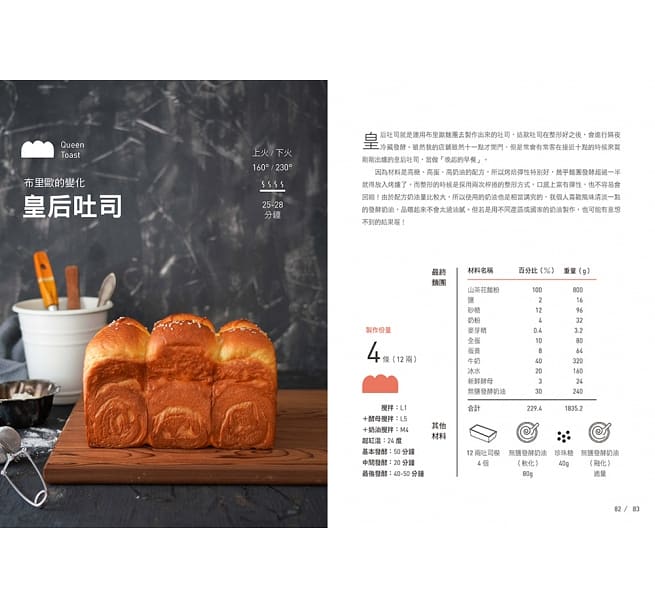 Queen
Toast
布里歐的變化
皇后吐司
上火 / 下火
160° / 230°
25-28
分鐘
皇后吐司就是運用布里歐麵團去製作出來的吐司，這款吐司在整形好之後，會進行隔夜
冷藏發酵。雖然我的店舖雖然十一點才開門，但是常會有常客在接近十點的時候來買
剛剛出爐的皇后吐司，當做「晚起的早餐」。
因為材料是高糖、高蛋、高奶油的配方，所以烤焙彈性特別好，幾乎麵團發酵超過一半
就得放入烤爐了。而整形的時候是採用兩次桿捲的整形方式，口感上常有彈性，也不容易會
回縮！由於配方奶油量比較大，所以使用的奶油也是相當講究的，我個人喜歡風味清淡一點
的發酵奶油，品嚐起來不會太過油膩。但若是用不同產區或國家的奶油製作，也可能有意想
不到的結果喔！
製作份量
4 條（12 兩）
攪拌：L1
＋酵母攪拌：L5
＋奶油攪拌：M4
起缸溫：24 度
基本發酵：50 分鐘
中間發酵：20 分鐘
最後發酵：40-50 分鐘
最終
麵團
材料名稱 百分比（%） 重量（g）
山茶花麵粉 100 800
鹽 2 16
砂糖 12 96
奶粉 4 32
麥芽精 0.4 3.2
全蛋 10 80
蛋黃 8 64
牛奶 40 320
冰水 20 160
新鮮酵母 3 24
無鹽發酵奶油 30 240
合計 229.4 1835.2
其他
材料
12 兩吐司模
4 個
無鹽發酵奶油
（軟化）
80g
珍珠糖
40g
無鹽發酵奶油
（融化）
適量
82 / 83